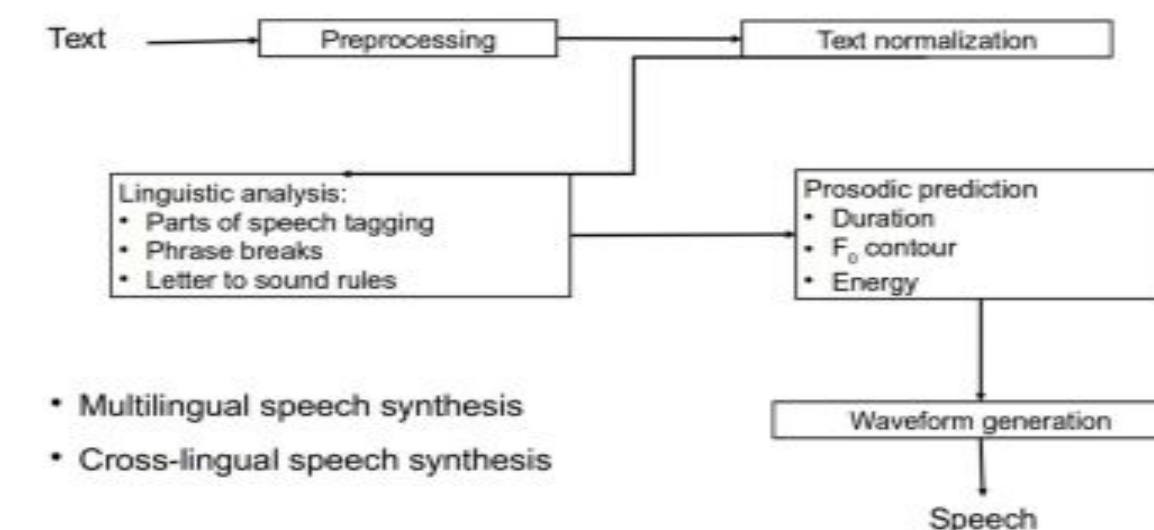 Text
Preprocessing
Text normalization
Linguistic analysis:
• Parts of speech tagging
• Phrase breaks
• Letter to sound rules
Prosodic prediction
• Duration
• F₀ contour
• Energy
• Multilingual speech synthesis
• Cross-lingual speech synthesis
Waveform generation
Speech